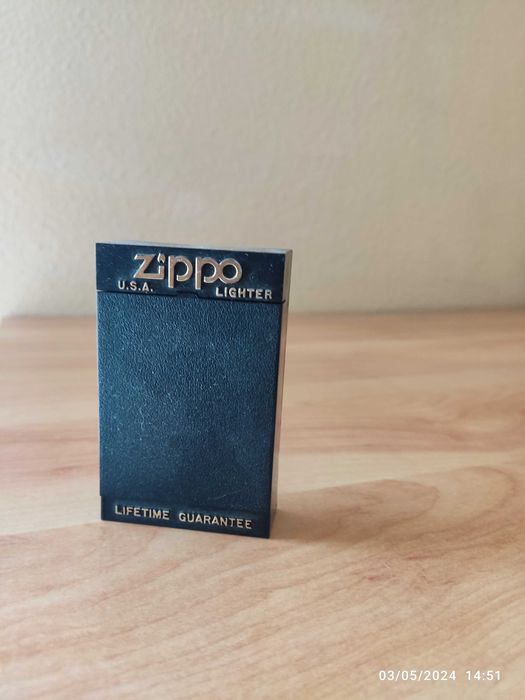 Zippo
U.S.A. LIGHTER
LIFETIME GUARANTEE
03/05/2024 14:51